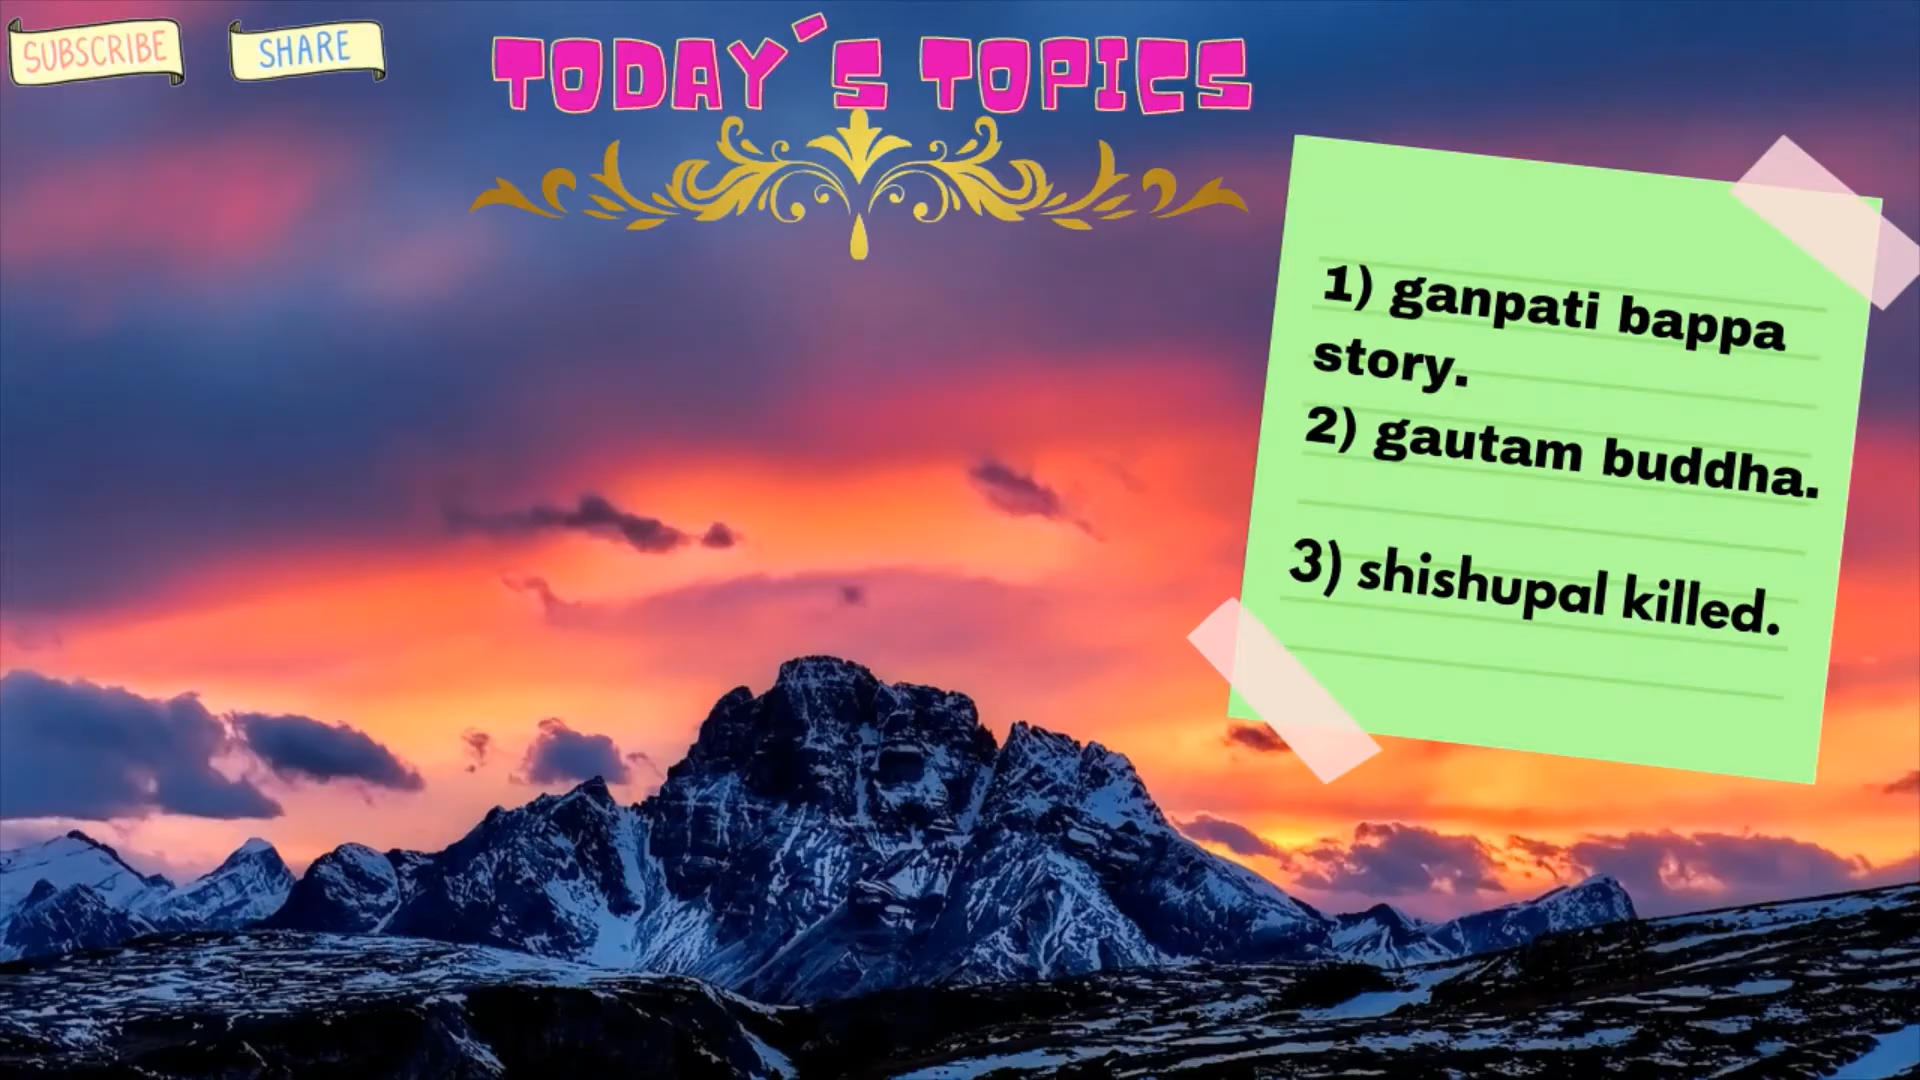 SUBSCRIBE
SHARE
TODAY´S TOPICS
1) ganpati bappa
story.
2) gautam buddha.
3) shishupal killed.